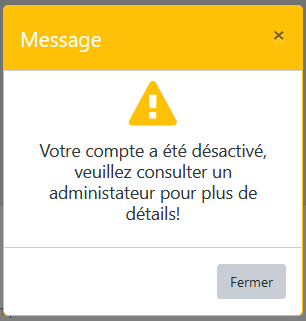 Message
×
Votre compte a été désactivé,
veuillez consulter un
administateur pour plus de
détails!
Fermer